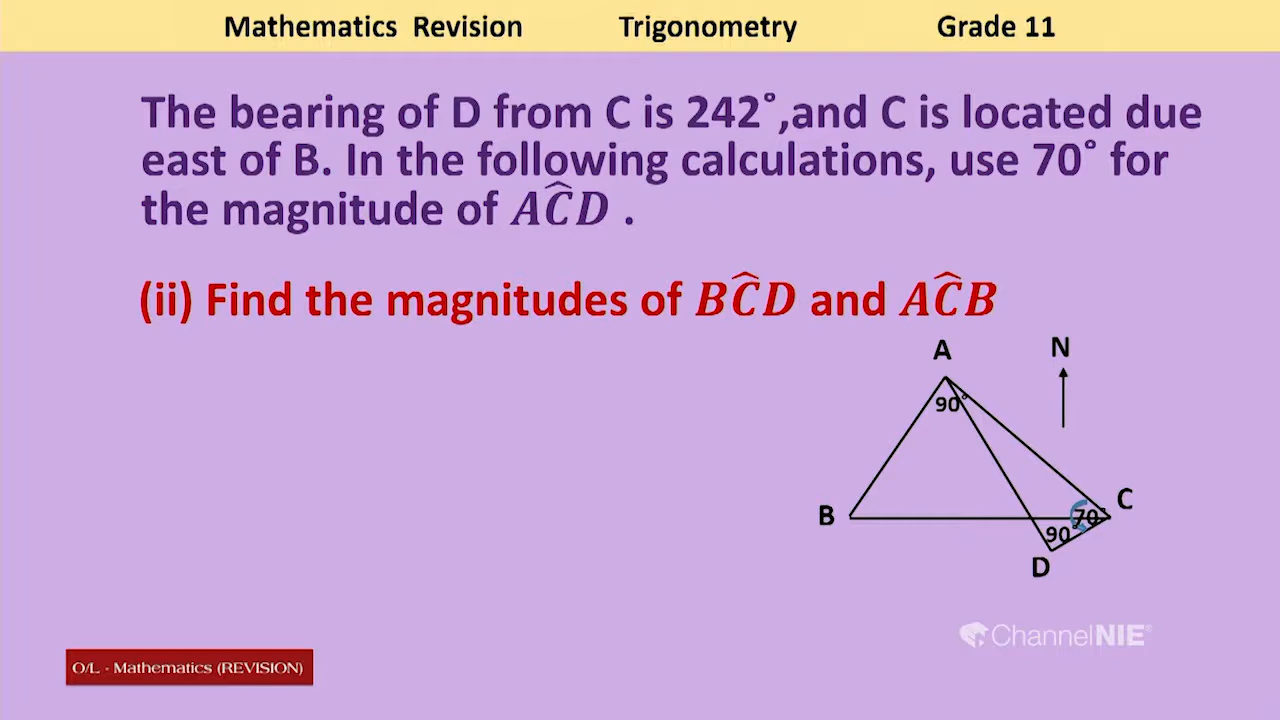 Mathematics Revision Trigonometry Grade 11
The bearing of D from C is 242˚,and C is located due
east of B. In the following calculations, use 70˚ for
the magnitude of AĈD .
(ii) Find the magnitudes of BĈD and AĈB
A
N
90˚
B
C
70˚
90˚
D
ChannelNIE
O/L - Mathematics (REVISION)